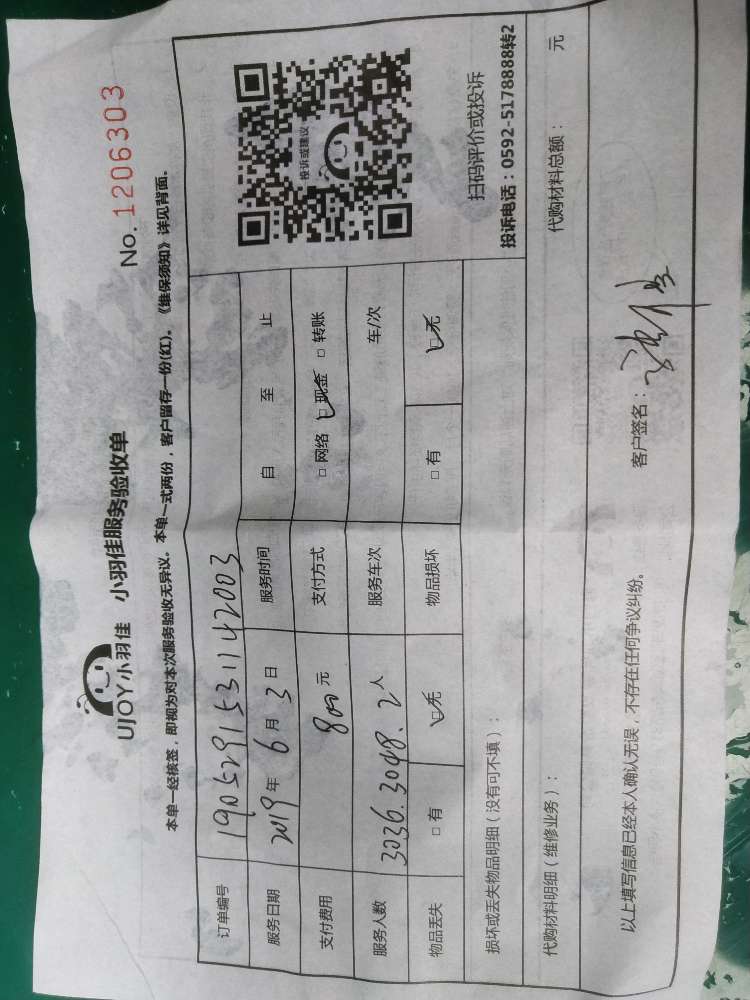 UJOY小羽佳 小羽佳服务验收单
No. 1206303
本单一经核签，即视为对本次服务验收无异议。本单一式两份，客户留存一份(红)。《维保须知》详见背面。
订单编号 1905291531142003
服务日期 2019年 6月 3日 服务时间 自 至 止
支付费用 800元 支付方式 □网络 ☑现金 □转账
服务人数 3036.3048. 2人 服务车次 车/次
物品丢失 □有 ☑无 物品损坏 □有 ☑无
投诉或建议
扫码评价或投诉
投诉电话：0592-5178888转2
损坏或丢失物品明细（没有可不填）：
代购材料明细（维修业务）： 代购材料总额： 元
以上填写信息已经本人确认无误，不存在任何争议纠纷。
客户签名：